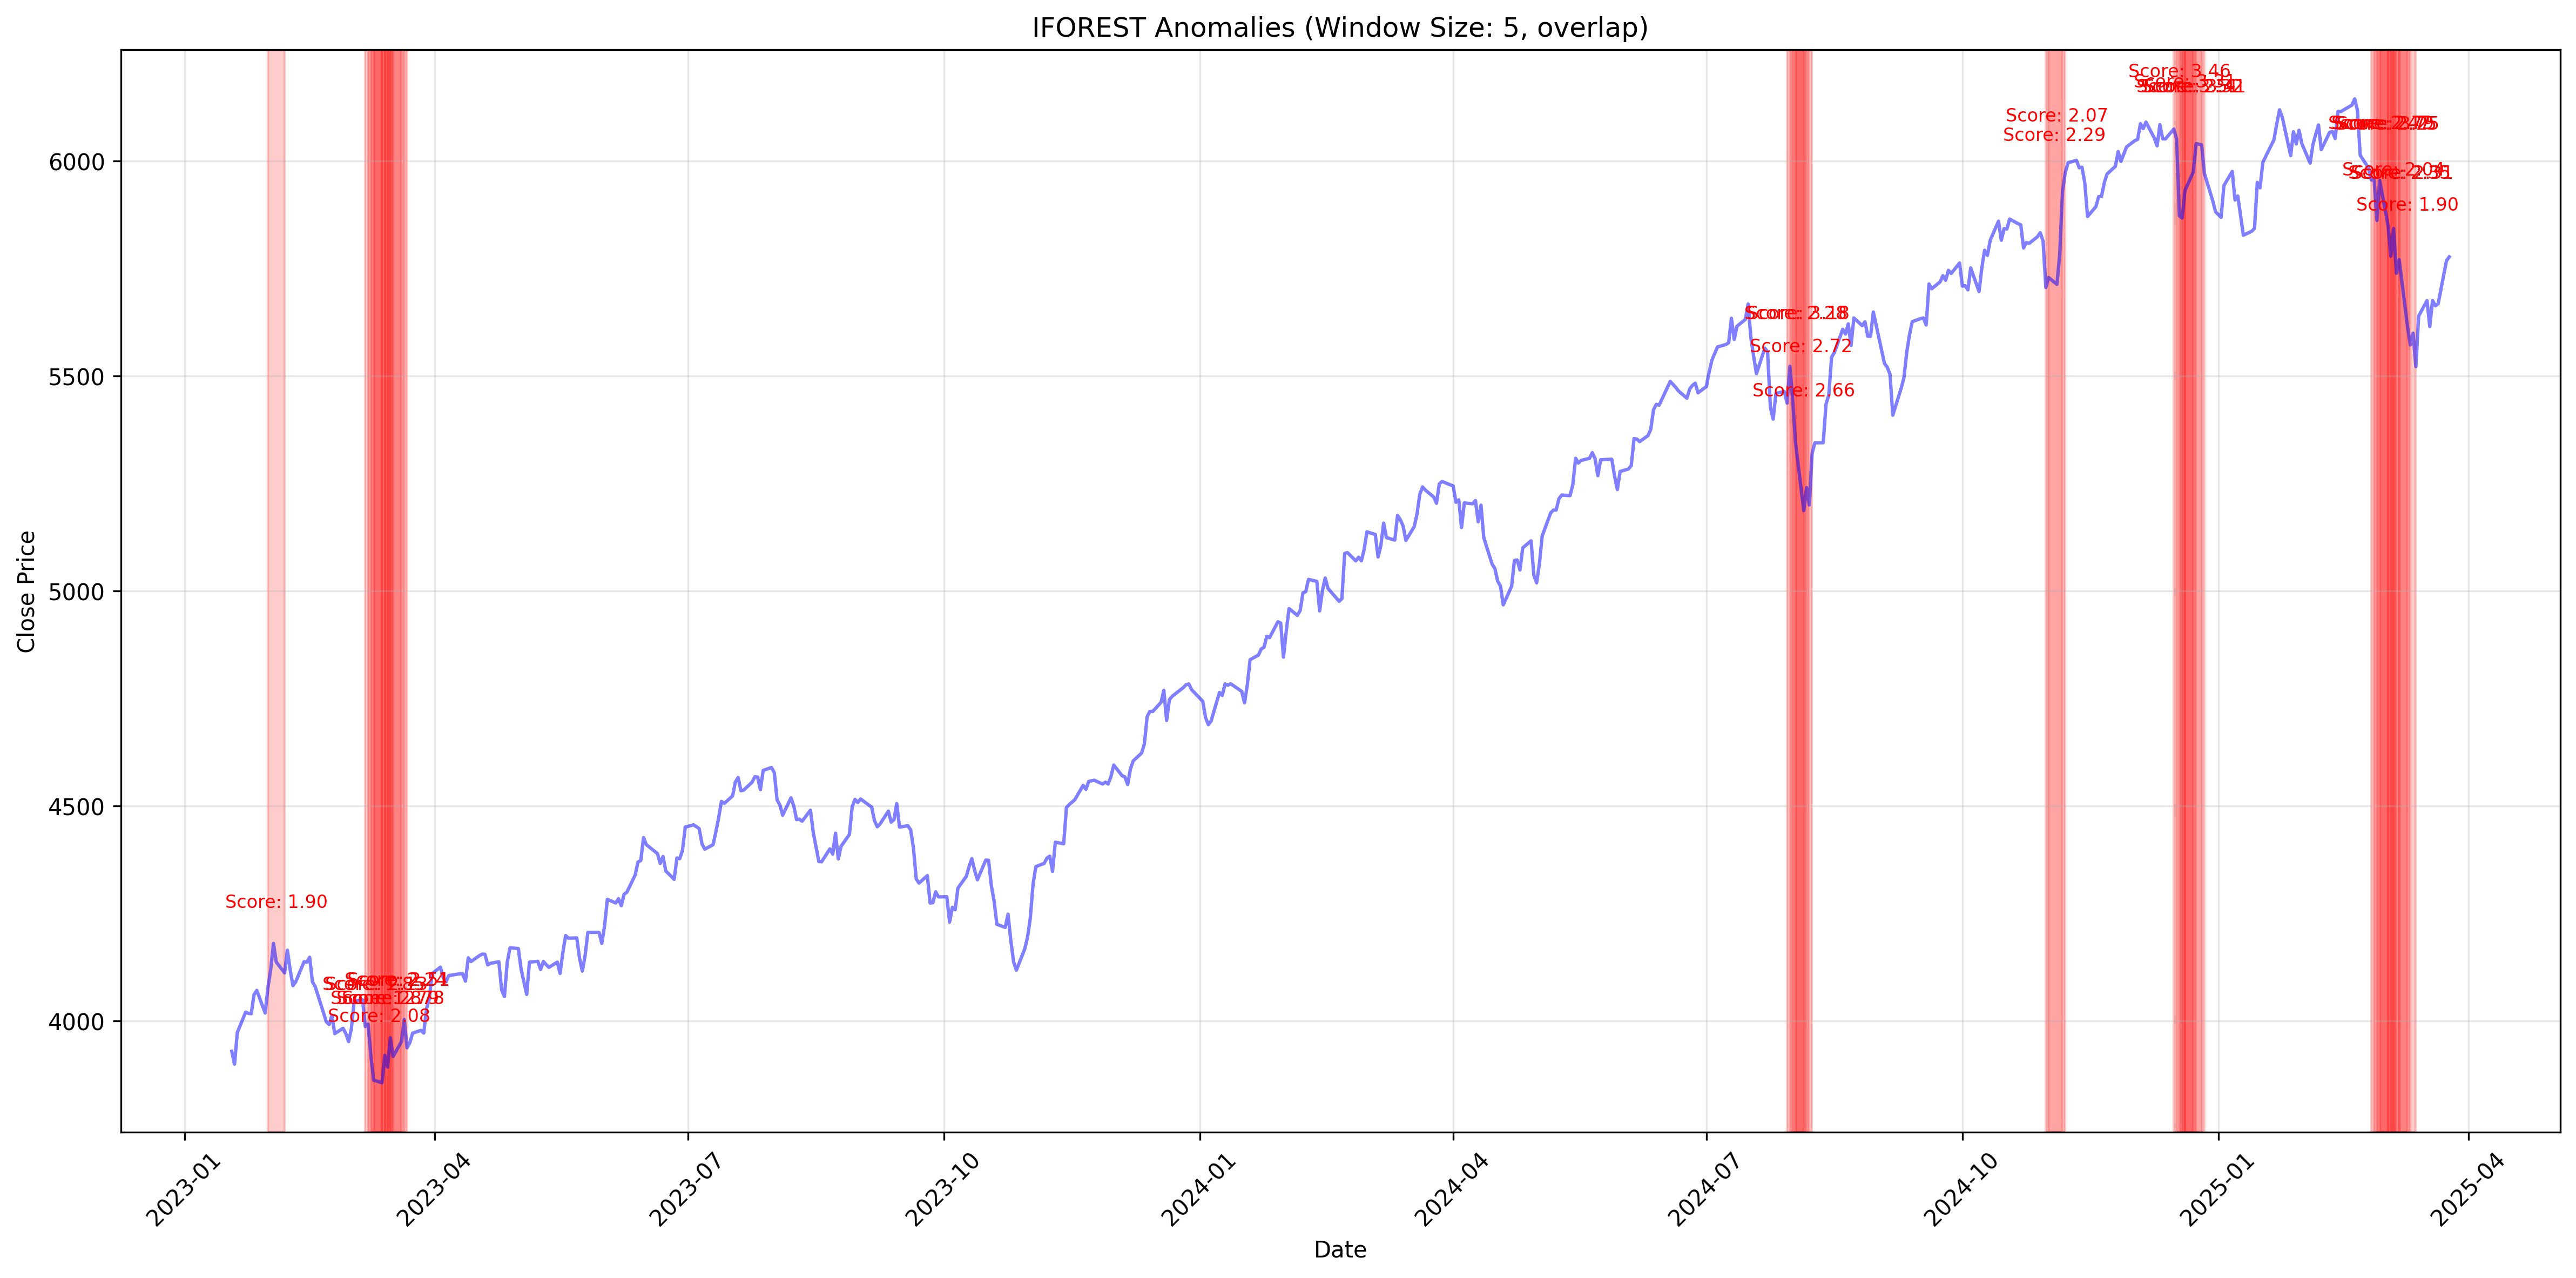 IFOREST Anomalies (Window Size: 5, overlap)
Close Price
6000
5500
5000
4500
4000
Score: 1.90
Score: 2.08
Score: 2.72
Score: 2.66
Score: 2.07
Score: 2.29
Score: 3.46
Score: 2.04
Score: 1.90
2023-01
2023-04
2023-07
2023-10
2024-01
2024-04
2024-07
2024-10
2025-01
2025-04
Date